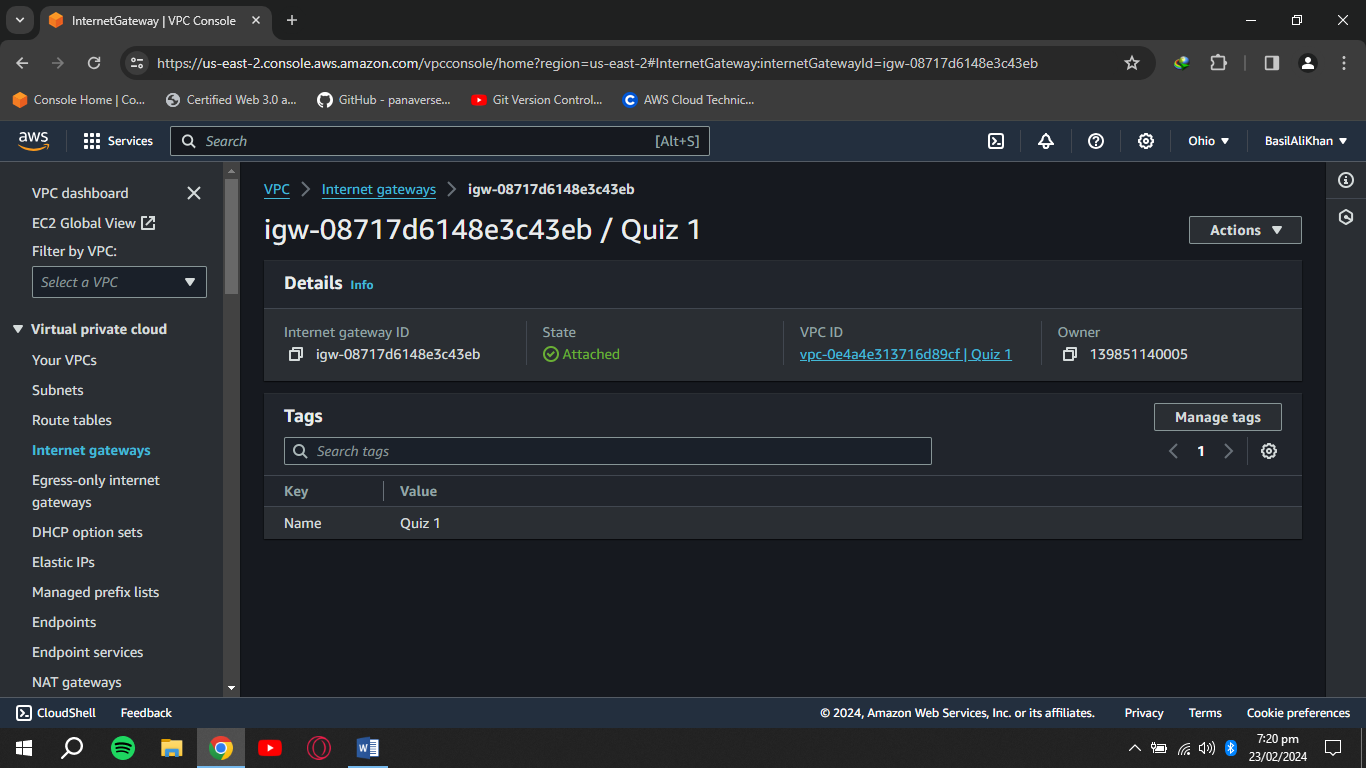 InternetGateway | VPC Console
https://us-east-2.console.aws.amazon.com/vpcconsole/home?region=us-east-2#InternetGateway:internetGatewayId=igw-08717d6148e3c43eb
Console Home | Co... Certified Web 3.0 a... GitHub - panaverse... Git Version Control... AWS Cloud Technic...
aws Services Search [Alt+S] Ohio BasilAliKhan
VPC dashboard
EC2 Global View
Filter by VPC:
Select a VPC
Virtual private cloud
Your VPCs
Subnets
Route tables
Internet gateways
Egress-only internet
gateways
DHCP option sets
Elastic IPs
Managed prefix lists
Endpoints
Endpoint services
NAT gateways
VPC Internet gateways igw-08717d6148e3c43eb
igw-08717d6148e3c43eb / Quiz 1
Actions
Details Info
Internet gateway ID
igw-08717d6148e3c43eb
State
Attached
VPC ID
vpc-0e4a4e313716d89cf | Quiz 1
Owner
139851140005
Tags
Manage tags
Search tags
1
Key Value
Name Quiz 1
CloudShell Feedback © 2024, Amazon Web Services, Inc. or its affiliates. Privacy Terms Cookie preferences
7:20 pm
23/02/2024